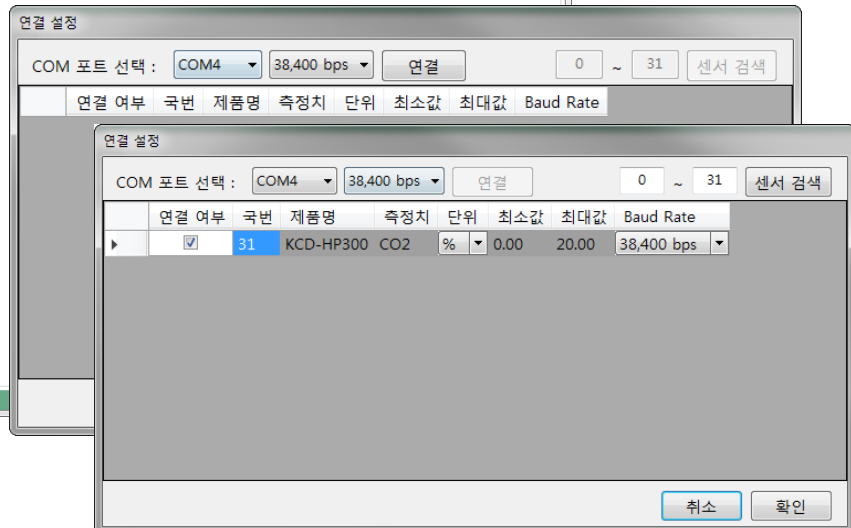 연결 설정
COM 포트 선택 : COM4 38,400 bps 연결 0 ~ 31 센서 검색
연결 여부 국번 제품명 측정치 단위 최소값 최대값 Baud Rate
연결 설정
COM 포트 선택 : COM4 38,400 bps 연결 0 ~ 31 센서 검색
연결 여부 국번 제품명 측정치 단위 최소값 최대값 Baud Rate
31 KCD-HP300 CO2 % 0.00 20.00 38,400 bps
취소 확인